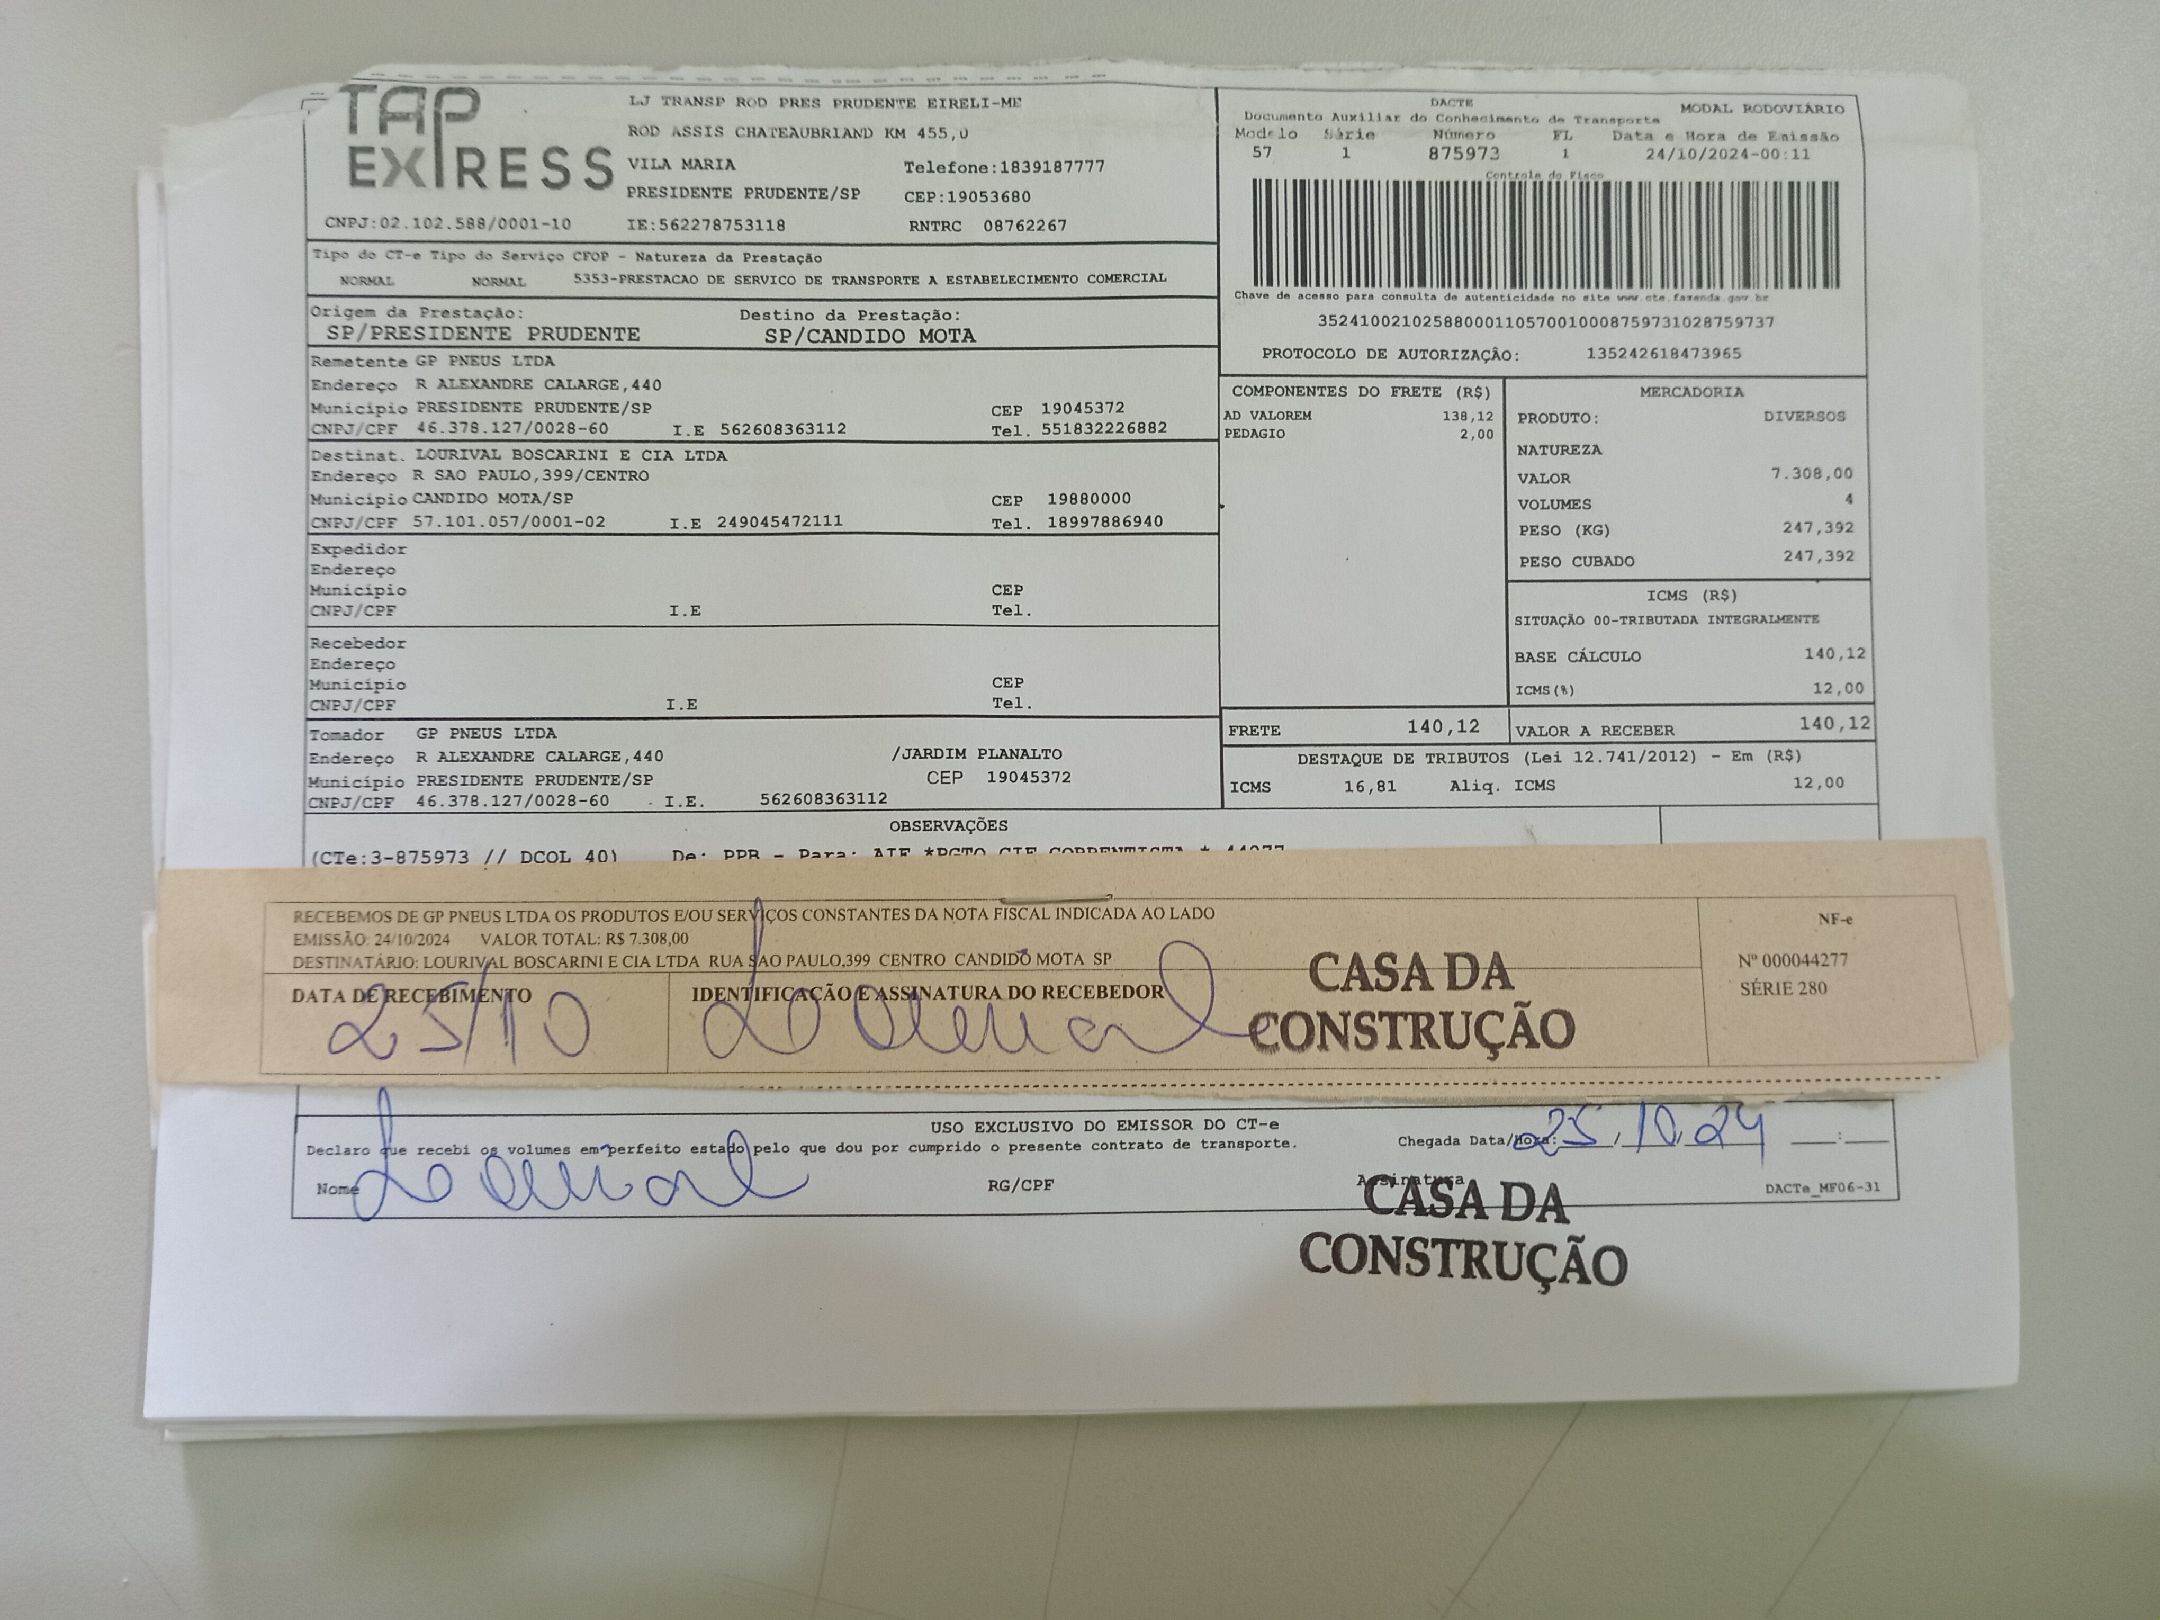 TAP EXPRESS
LJ TRANSP ROD PRES PRUDENTE EIRELI-ME
ROD ASSIS CHATEAUBRIAND KM 455,0
VILA MARIA Telefone:1839187777
PRESIDENTE PRUDENTE/SP CEP:19053680
CNPJ:02.102.588/0001-10 IE:562278753118 RNTRC 08762267
DACTE MODAL RODOVIÁRIO
Documento Auxiliar do Conhecimento de Transporte
Modelo Série Número FL Data e Hora de Emissão
57 1 875973 1 24/10/2024-00:11
Controle do Fisco
Chave de acesso para consulta de autenticidade no site www.cte.fazenda.gov.br
35241002102588000110570010008759731028759737
PROTOCOLO DE AUTORIZAÇÃO: 135242618473965
Tipo do CT-e Tipo do Serviço CFOP - Natureza da Prestação
NORMAL NORMAL 5353-PRESTACAO DE SERVICO DE TRANSPORTE A ESTABELECIMENTO COMERCIAL
Origem da Prestação: Destino da Prestação:
SP/PRESIDENTE PRUDENTE SP/CANDIDO MOTA
Remetente GP PNEUS LTDA
Endereço R ALEXANDRE CALARGE,440
Município PRESIDENTE PRUDENTE/SP CEP 19045372
CNPJ/CPF 46.378.127/0028-60 I.E 562608363112 Tel. 551832226882
Destinat. LOURIVAL BOSCARINI E CIA LTDA
Endereço R SAO PAULO,399/CENTRO
Município CANDIDO MOTA/SP CEP 19880000
CNPJ/CPF 57.101.057/0001-02 I.E 249045472111 Tel. 18997886940
Expedidor
Endereço
Município CEP
CNPJ/CPF I.E Tel.
Recebedor
Endereço
Município CEP
CNPJ/CPF I.E Tel.
Tomador GP PNEUS LTDA
Endereço R ALEXANDRE CALARGE,440 /JARDIM PLANALTO
Município PRESIDENTE PRUDENTE/SP CEP 19045372
CNPJ/CPF 46.378.127/0028-60 I.E. 562608363112
COMPONENTES DO FRETE (R$)
AD VALOREM 138,12
PEDAGIO 2,00
MERCADORIA
PRODUTO: DIVERSOS
NATUREZA
VALOR 7.308,00
VOLUMES 4
PESO (KG) 247,392
PESO CUBADO 247,392
ICMS (R$)
SITUAÇÃO 00-TRIBUTADA INTEGRALMENTE
BASE CÁLCULO 140,12
ICMS(%) 12,00
FRETE 140,12 VALOR A RECEBER 140,12
DESTAQUE DE TRIBUTOS (Lei 12.741/2012) - Em (R$)
ICMS 16,81 Aliq. ICMS 12,00
OBSERVAÇÕES
(CTe:3-875973 // DCOL 40) De: PPR - Para: AIF *PGTO CIF CORRENTISTA * 44277
RECEBEMOS DE GP PNEUS LTDA OS PRODUTOS E/OU SERVIÇOS CONSTANTES DA NOTA FISCAL INDICADA AO LADO
EMISSÃO: 24/10/2024 VALOR TOTAL: R$ 7.308,00
DESTINATÁRIO: LOURIVAL BOSCARINI E CIA LTDA RUA SAO PAULO,399 CENTRO CANDIDO MOTA SP
DATA DE RECEBIMENTO IDENTIFICAÇÃO E ASSINATURA DO RECEBEDOR
25/10
CASA DA
CONSTRUÇÃO
NF-e
Nº 000044277
SÉRIE 280
USO EXCLUSIVO DO EMISSOR DO CT-e
Declaro que recebi os volumes em perfeito estado pelo que dou por cumprido o presente contrato de transporte. Chegada Data/Hora: 25/10/24 __:__
Nome RG/CPF Assinatura DACTe_MF06-31
CASA DA
CONSTRUÇÃO